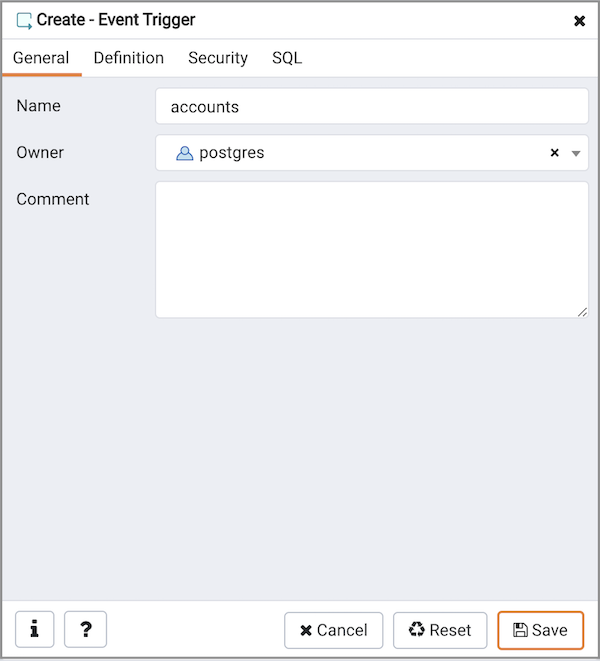 Create - Event Trigger
General Definition Security SQL
Name accounts
Owner postgres
Comment
Cancel Reset Save